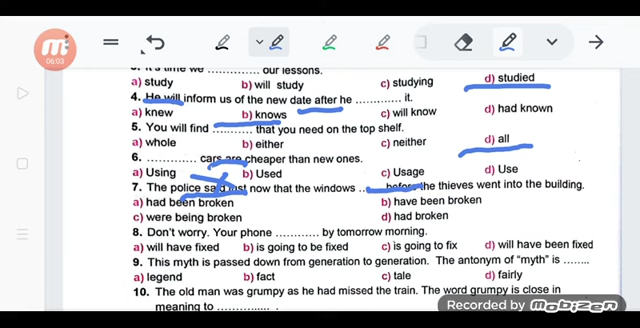 06:03
3. It's time we .............. our lessons.
a) study b) will study c) studying d) studied
4. He will inform us of the new date after he ............ it.
a) knew b) knows c) will know d) had known
5. You will find ........... that you need on the top shelf.
a) whole b) either c) neither d) all
6. ............. cars are cheaper than new ones.
a) Using b) Used c) Usage d) Use
7. The police said just now that the windows ... before the thieves went into the building.
a) had been broken b) have been broken
c) were being broken d) had broken
8. Don't worry. Your phone ............ by tomorrow morning.
a) will have fixed b) is going to be fixed c) is going to fix d) will have been fixed
9. This myth is passed down from generation to generation. The antonym of "myth" is ........
a) legend b) fact c) tale d) fairly
10. The old man was grumpy as he had missed the train. The word grumpy is close in
meaning to .............. .
Recorded by mobizen